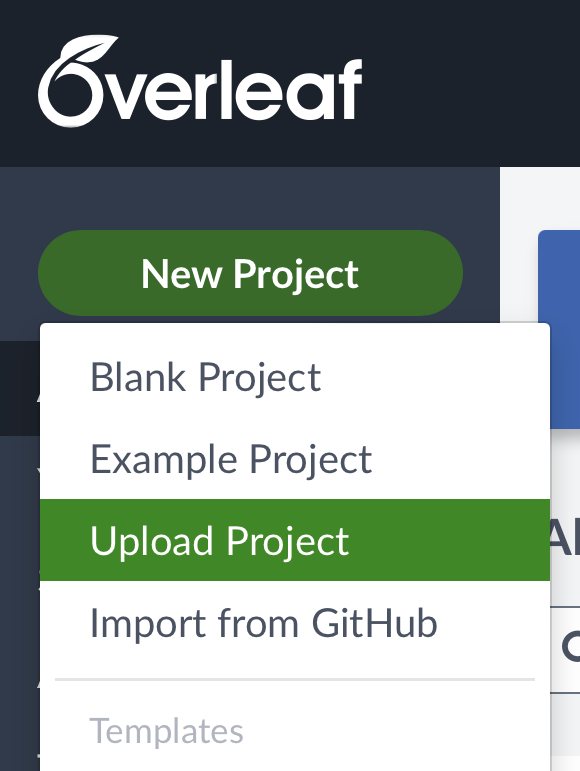 Overleaf
New Project
Blank Project
Example Project
Upload Project
Import from GitHub
Templates